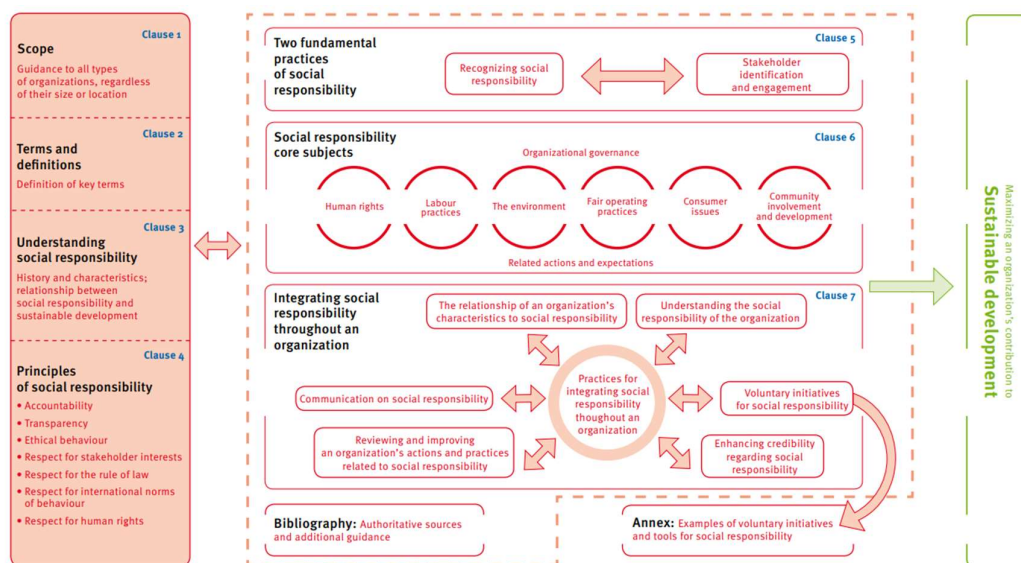 Clause 1
Scope
Guidance to all types
of organizations, regardless
of their size or location
Clause 2
Terms and
definitions
Definition of key terms
Clause 3
Understanding
social responsibility
History and characteristics;
relationship between
social responsibility and
sustainable development
Clause 4
Principles
of social responsibility
• Accountability
• Transparency
• Ethical behaviour
• Respect for stakeholder interests
• Respect for the rule of law
• Respect for international norms
of behaviour
• Respect for human rights
Two fundamental
practices
of social
responsibility
Clause 5
Recognizing social
responsibility
Stakeholder
identification
and engagement
Social responsibility
core subjects
Clause 6
Organizational governance
Human rights
Labour
practices
The environment
Fair operating
practices
Consumer
issues
Community
involvement
and development
Related actions and expectations
Integrating social
responsibility
throughout an
organization
Clause 7
The relationship of an organization's
characteristics to social responsibility
Understanding the social
responsibility of the organization
Practices for
integrating social
responsibility
thoughout an
organization
Communication on social responsibility
Voluntary initiatives
for social responsibility
Reviewing and improving
an organization's actions and practices
related to social responsibility
Enhancing credibility
regarding social
responsibility
Bibliography: Authoritative sources
and additional guidance
Annex: Examples of voluntary initiatives
and tools for social responsibility
Maximizing an organization's contribution to
Sustainable development